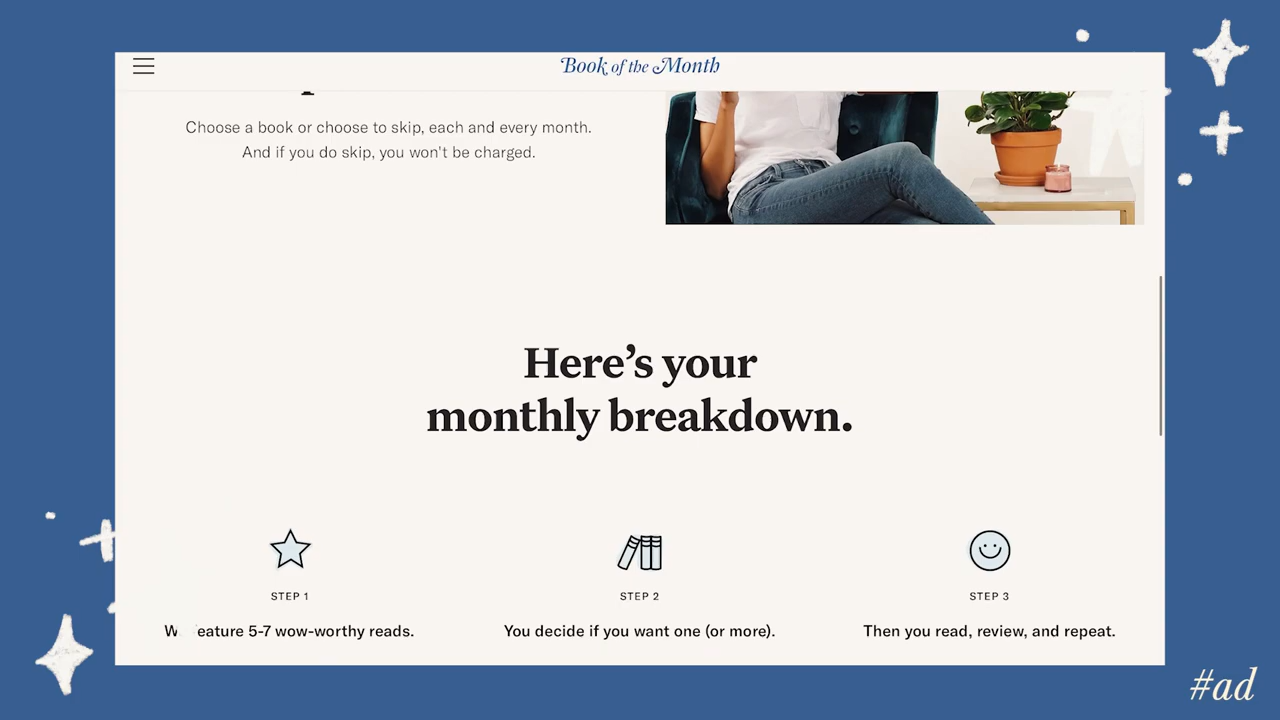 Book of the Month
Choose a book or choose to skip, each and every month.
And if you do skip, you won't be charged.
Here's your
monthly breakdown.
STEP 1
5-7 wow-worthy reads.
STEP 2
You decide if you want one (or more).
STEP 3
Then you read, review, and repeat.
#ad